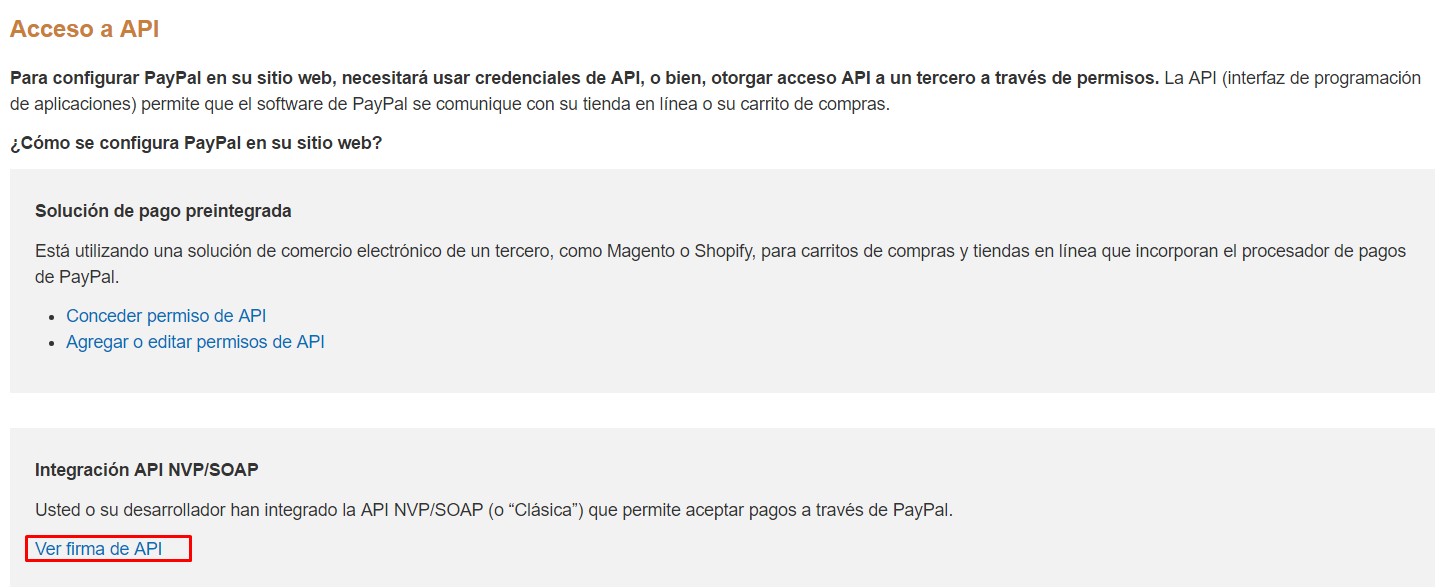 Acceso a API
Para configurar PayPal en su sitio web, necesitará usar credenciales de API, o bien, otorgar acceso API a un tercero a través de permisos. La API (interfaz de programación
de aplicaciones) permite que el software de PayPal se comunique con su tienda en línea o su carrito de compras.
¿Cómo se configura PayPal en su sitio web?
Solución de pago preintegrada
Está utilizando una solución de comercio electrónico de un tercero, como Magento o Shopify, para carritos de compras y tiendas en línea que incorporan el procesador de pagos
de PayPal.
• Conceder permiso de API
• Agregar o editar permisos de API
Integración API NVP/SOAP
Usted o su desarrollador han integrado la API NVP/SOAP (o “Clásica”) que permite aceptar pagos a través de PayPal.
Ver firma de API